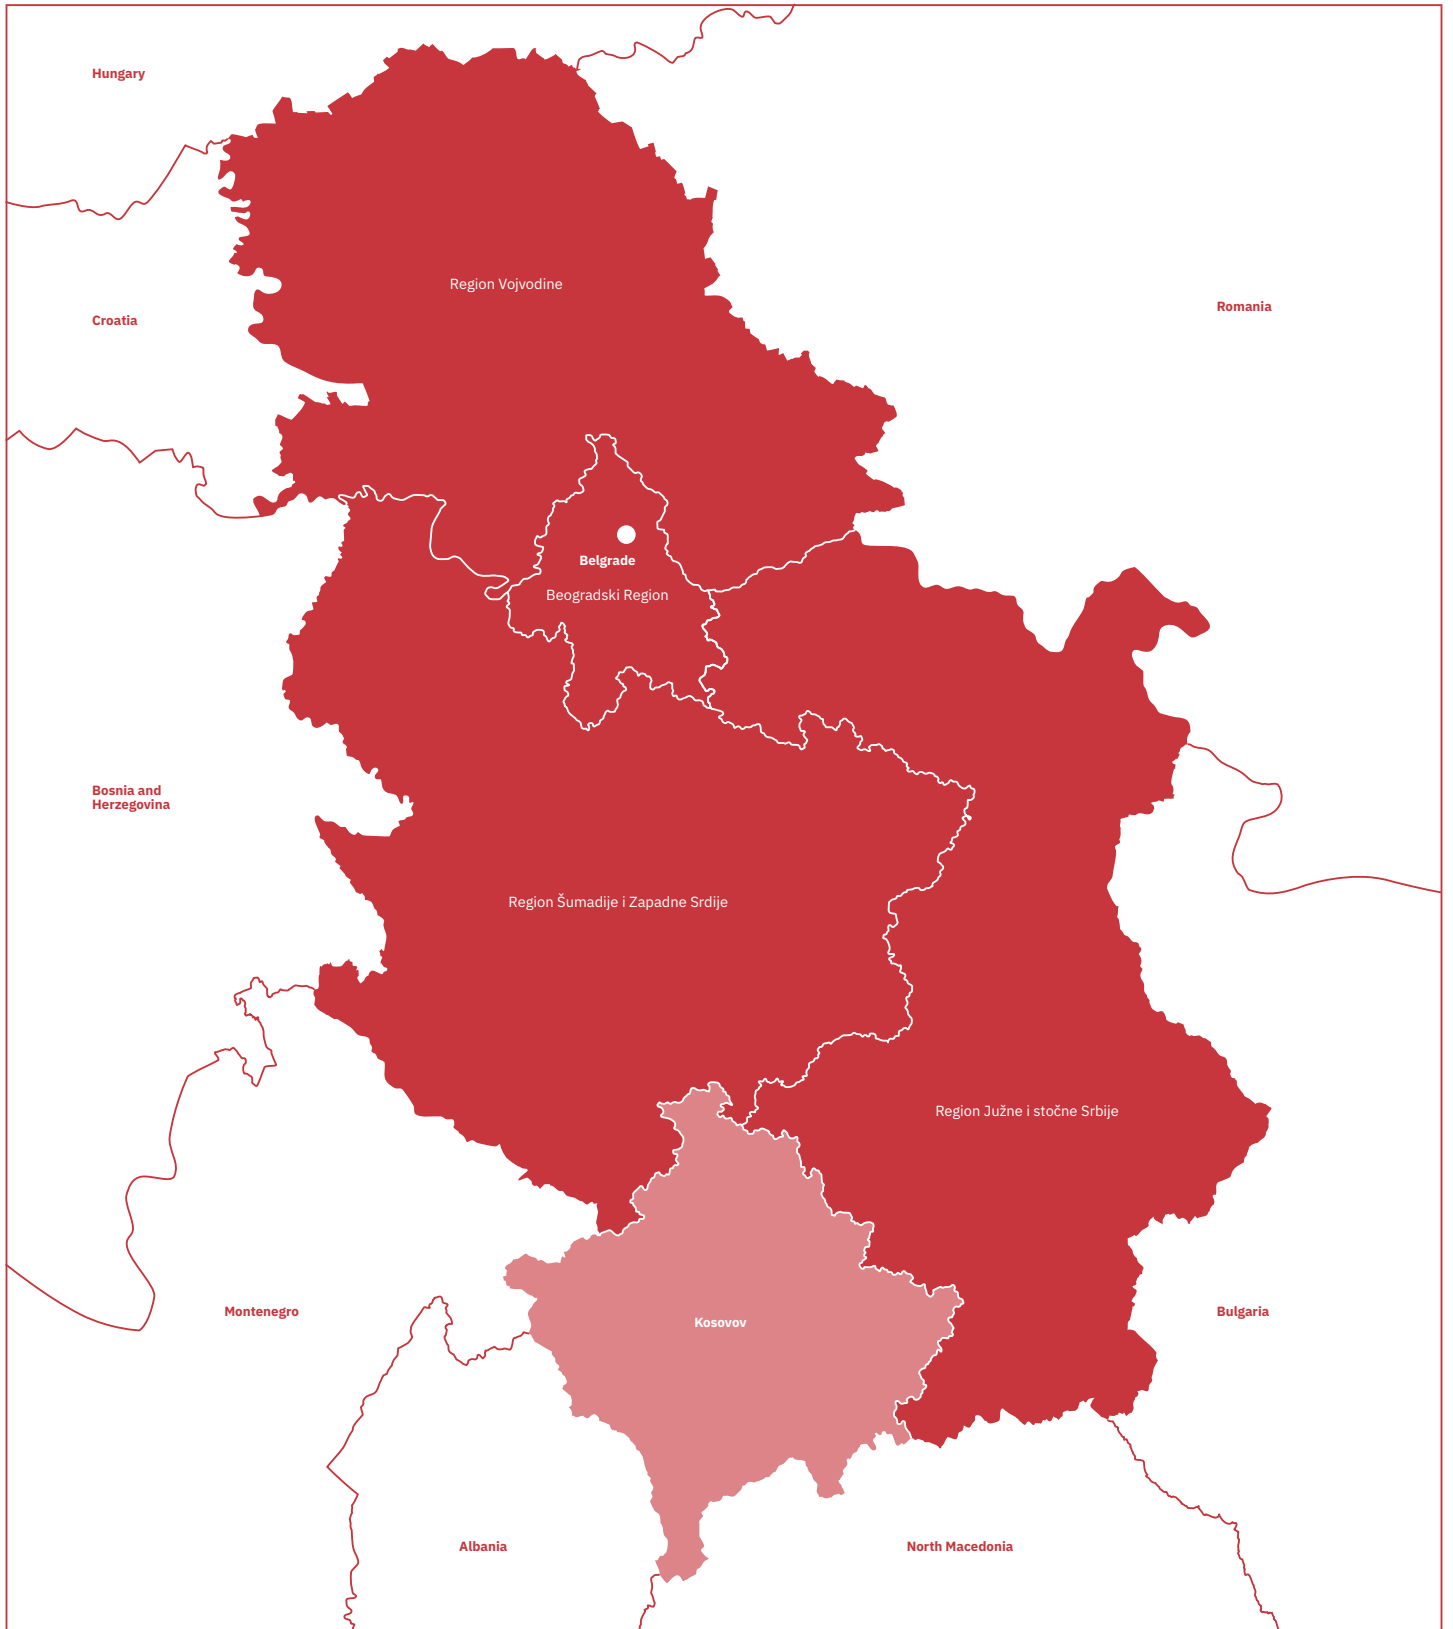 Hungary
Region Vojvodine
Romania
Croatia
Belgrade
Beogradski Region
Bosnia and
Herzegovina
Region Šumadije i Zapadne Srdije
Region Južne i stočne Srbije
Montenegro
Bulgaria
Kosovov
Albania
North Macedonia